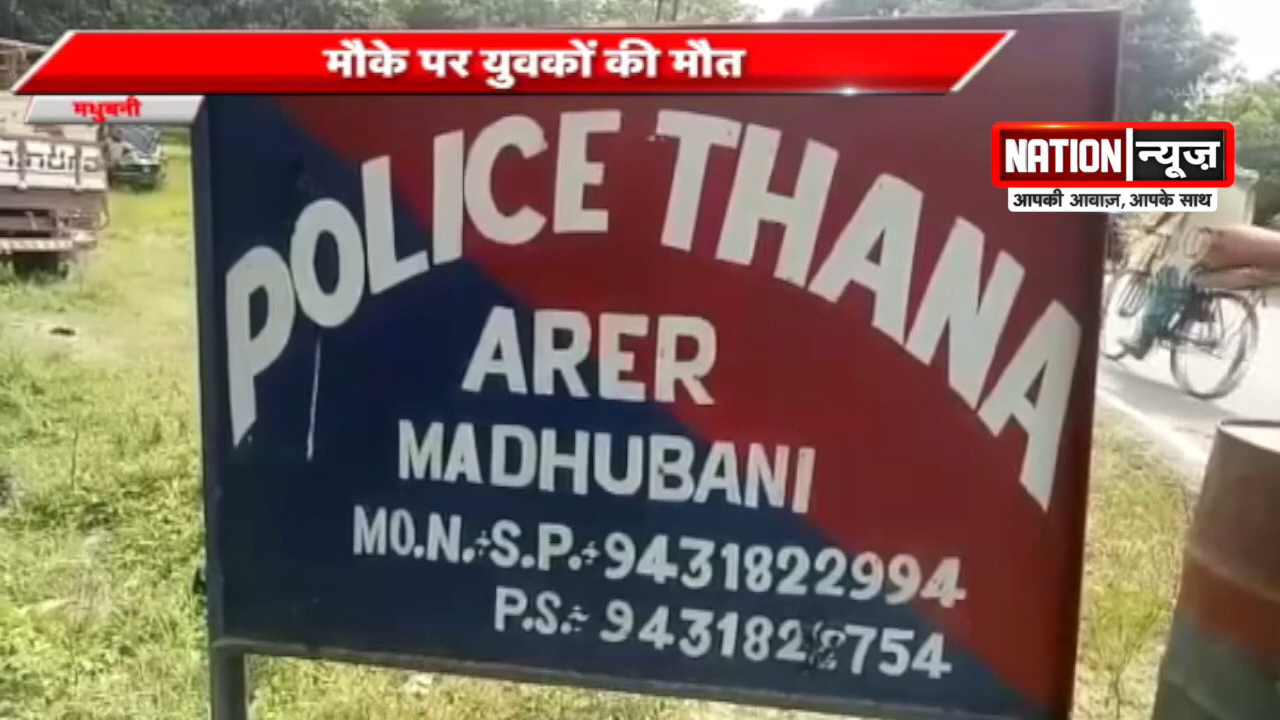 मौके पर युवकों की मौत
मधुबनी
NATION न्यूज़
आपकी आवाज़, आपके साथ
POLICE THANA
ARER
MADHUBANI
MO.N.÷S.P.÷9431822994